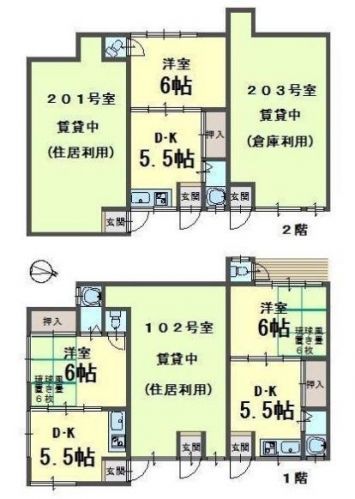 洋室
6帖
201号室
賃貸中
(住居利用)
203号室
賃貸中
(倉庫利用)
D・K
5.5帖
押入
玄関
玄関
玄関
2階
押入
洋室
6帖
琉球風
置き畳
6枚
102号室
賃貸中
(住居利用)
洋室
6帖
琉球風
置き畳
6枚
D・K
5.5帖
押入
D・K
5.5帖
玄関
玄関
玄関
1階